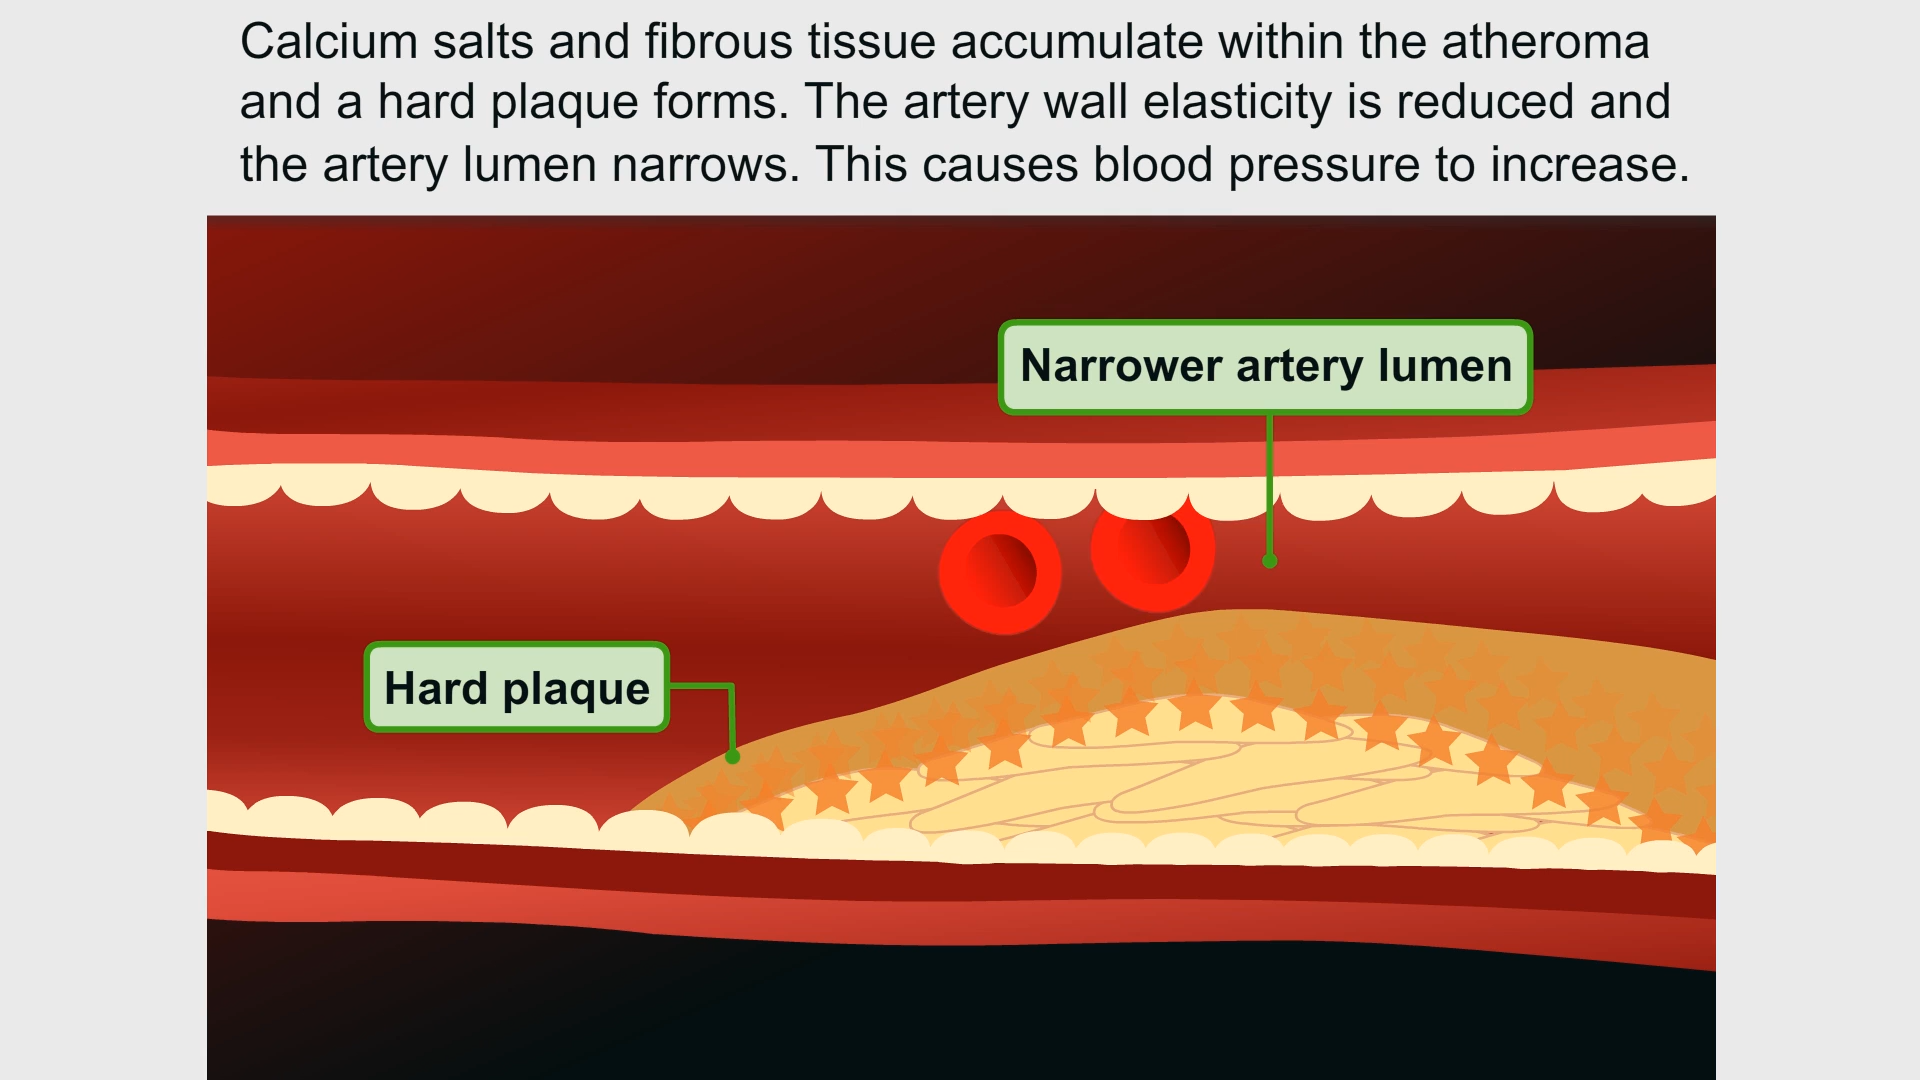 Calcium salts and fibrous tissue accumulate within the atheroma
and a hard plaque forms. The artery wall elasticity is reduced and
the artery lumen narrows. This causes blood pressure to increase.
Narrower artery lumen
Hard plaque